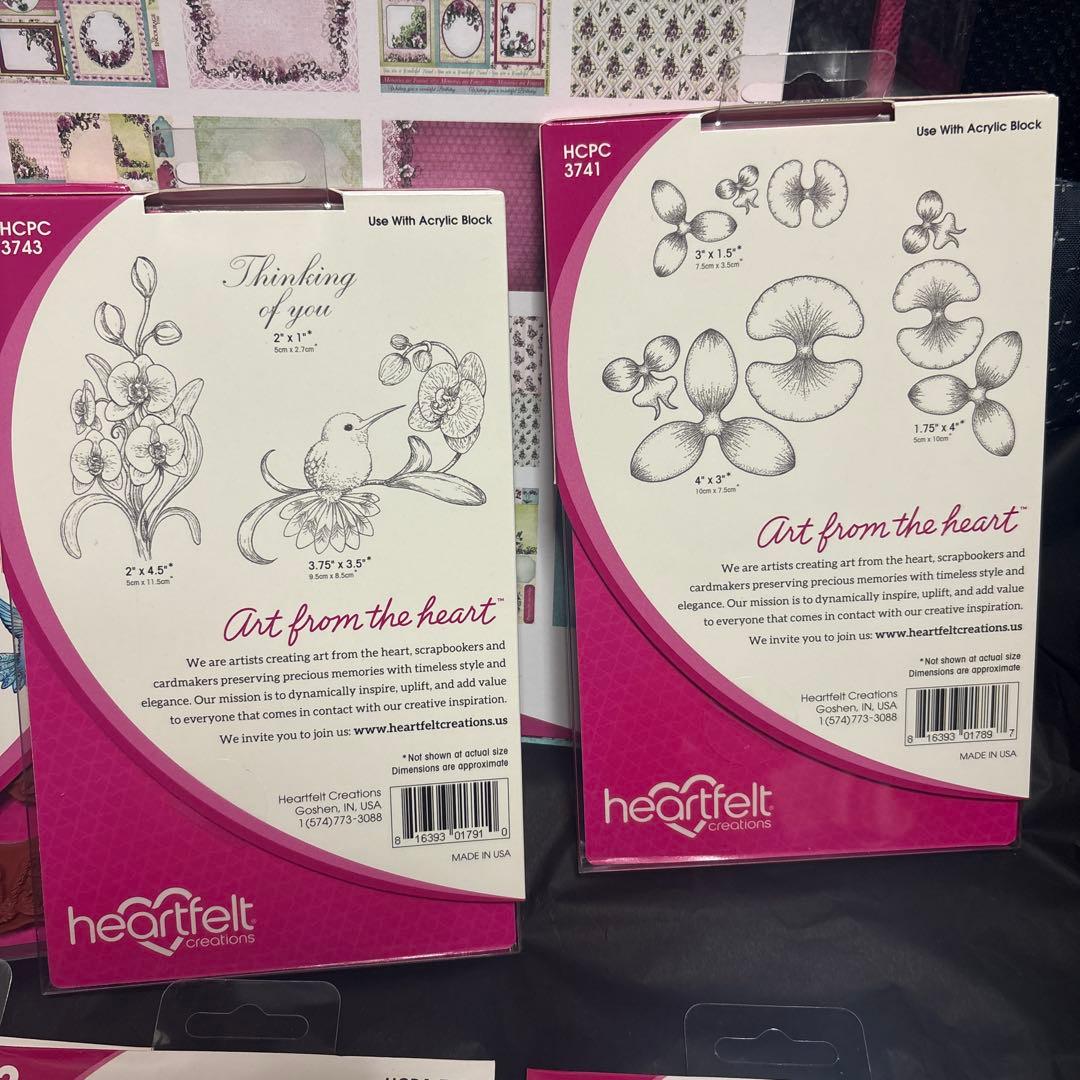 HCPC
3743
Use With Acrylic Block
Thinking
of you
2" x 1"*
5cm x 2.7cm*
2" x 4.5"*
5cm x 11.5cm*
3.75" x 3.5"*
9.5cm x 8.5cm*
Art from the heart™
We are artists creating art from the heart, scrapbookers and
cardmakers preserving precious memories with timeless style and
elegance. Our mission is to dynamically inspire, uplift, and add value
to everyone that comes in contact with our creative inspiration.
We invite you to join us: www.heartfeltcreations.us
*Not shown at actual size
Dimensions are approximate
Heartfelt Creations
Goshen, IN, USA
1(574)773-3088
8 16393 01791 0
MADE IN USA
heartfelt®
creations
HCPC
3741
Use With Acrylic Block
3" x 1.5"*
7.5cm x 3.5cm*
4" x 3"*
10cm x 7.5cm*
1.75" x 4"*
5cm x 10cm*
Art from the heart™
We are artists creating art from the heart, scrapbookers and
cardmakers preserving precious memories with timeless style and
elegance. Our mission is to dynamically inspire, uplift, and add value
to everyone that comes in contact with our creative inspiration.
We invite you to join us: www.heartfeltcreations.us
*Not shown at actual size
Dimensions are approximate
Heartfelt Creations
Goshen, IN, USA
1(574)773-3088
8 16393 01789 7
MADE IN USA
heartfelt®
creations